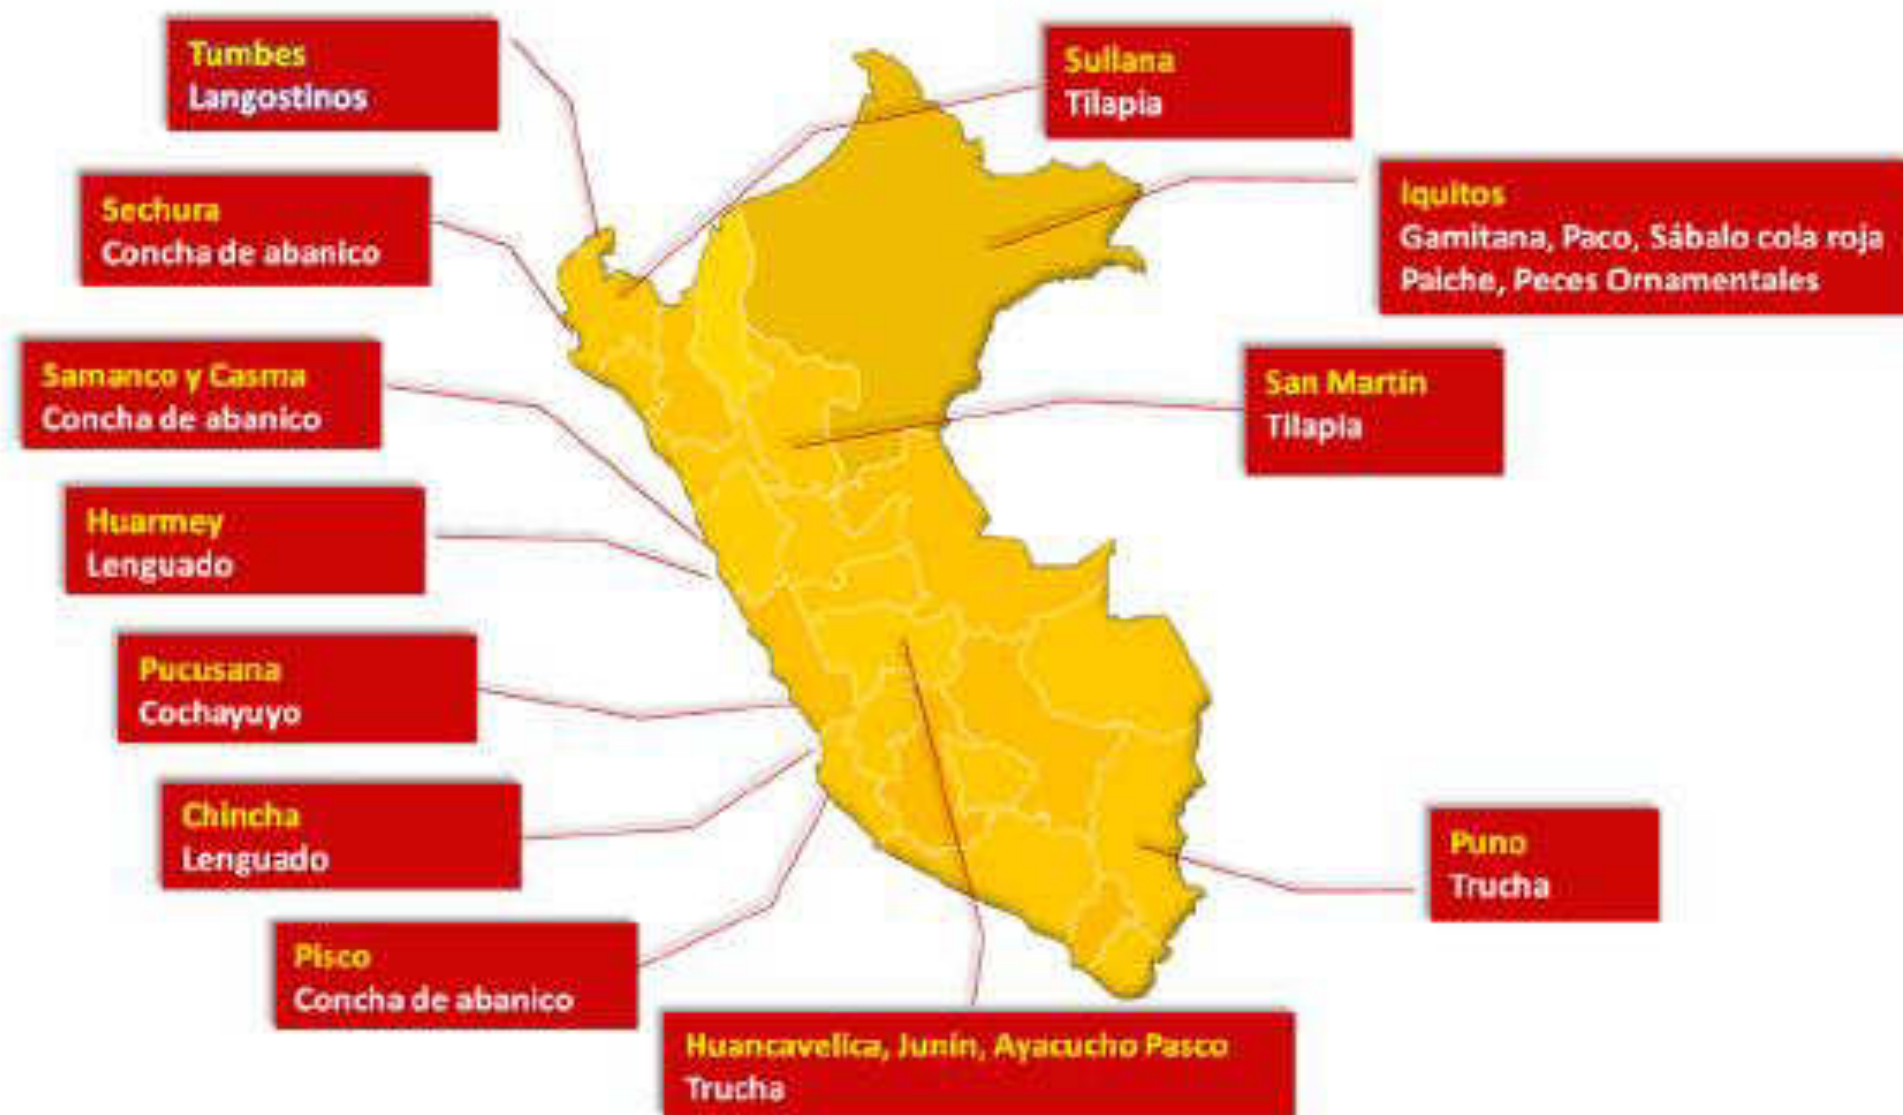 Tumbes
Langostinos
Sullana
Tilapia
Sechura
Concha de abanico
Iquitos
Gamitana, Paco, Sábalo cola roja
Paiche, Peces Ornamentales
Samanco y Casma
Concha de abanico
San Martín
Tilapia
Huarmey
Lenguado
Pucusana
Cochayuyo
Chincha
Lenguado
Puno
Trucha
Pisco
Concha de abanico
Huancavelica, Junín, Ayacucho Pasco
Trucha